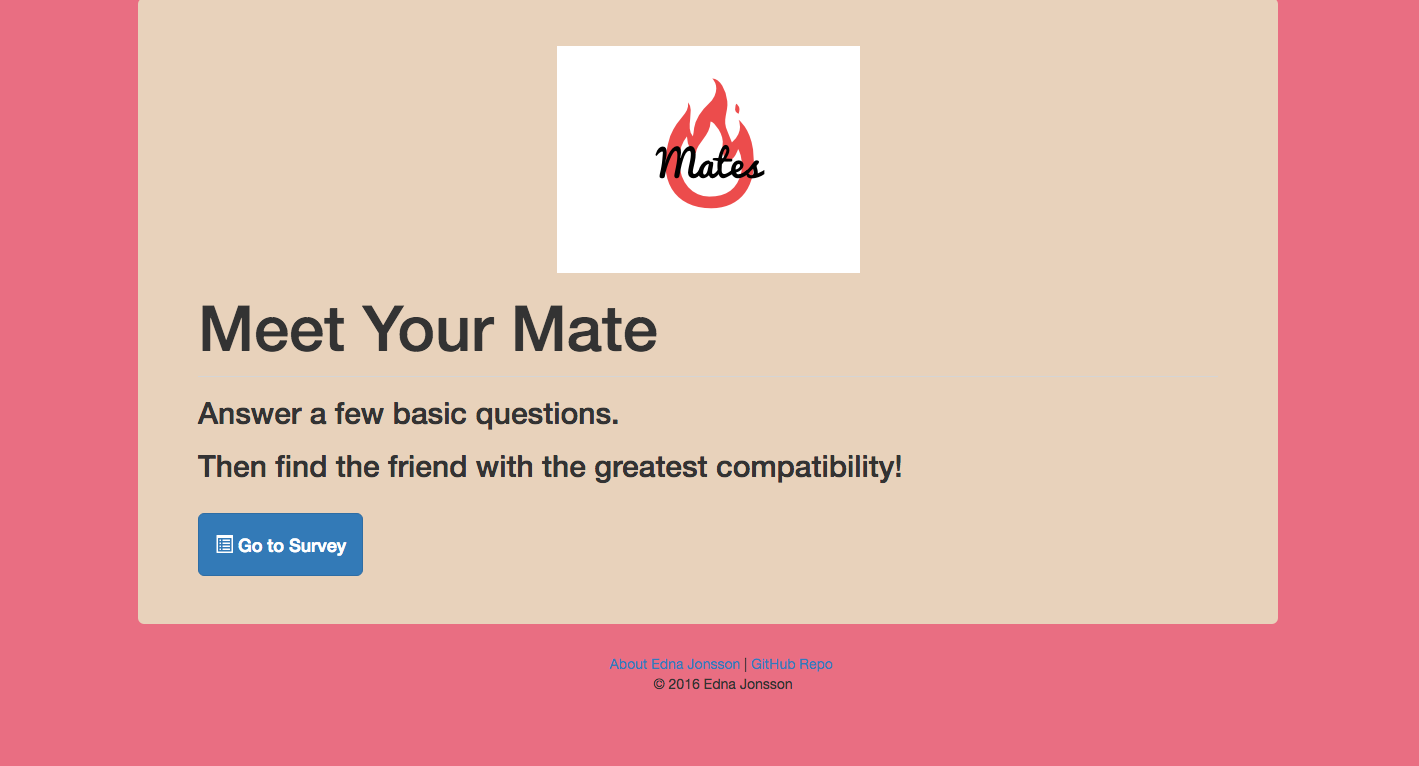 Mates
Meet Your Mate
Answer a few basic questions.
Then find the friend with the greatest compatibility!
Go to Survey
About Edna Jonsson | GitHub Repo
© 2016 Edna Jonsson